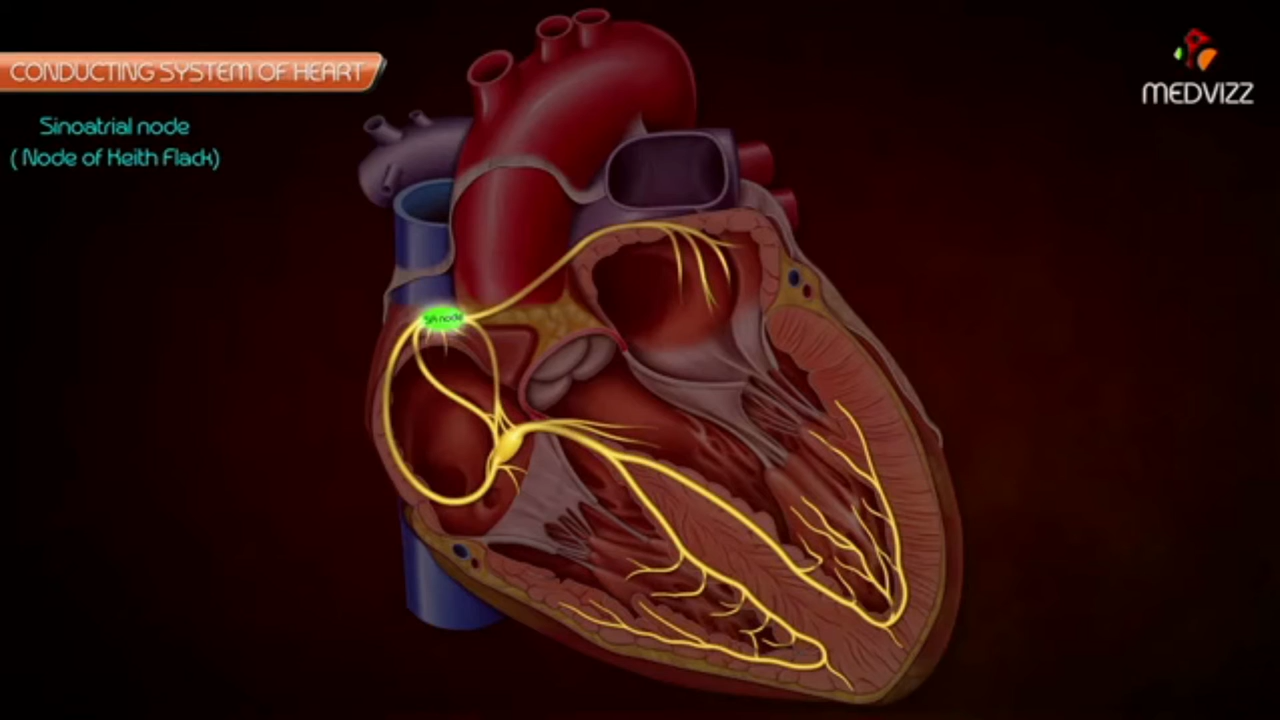 CONDUCTING SYSTEM OF HEART
MEDVIZZ
Sinoatrial node
( Node of Keith Flack)
SA node